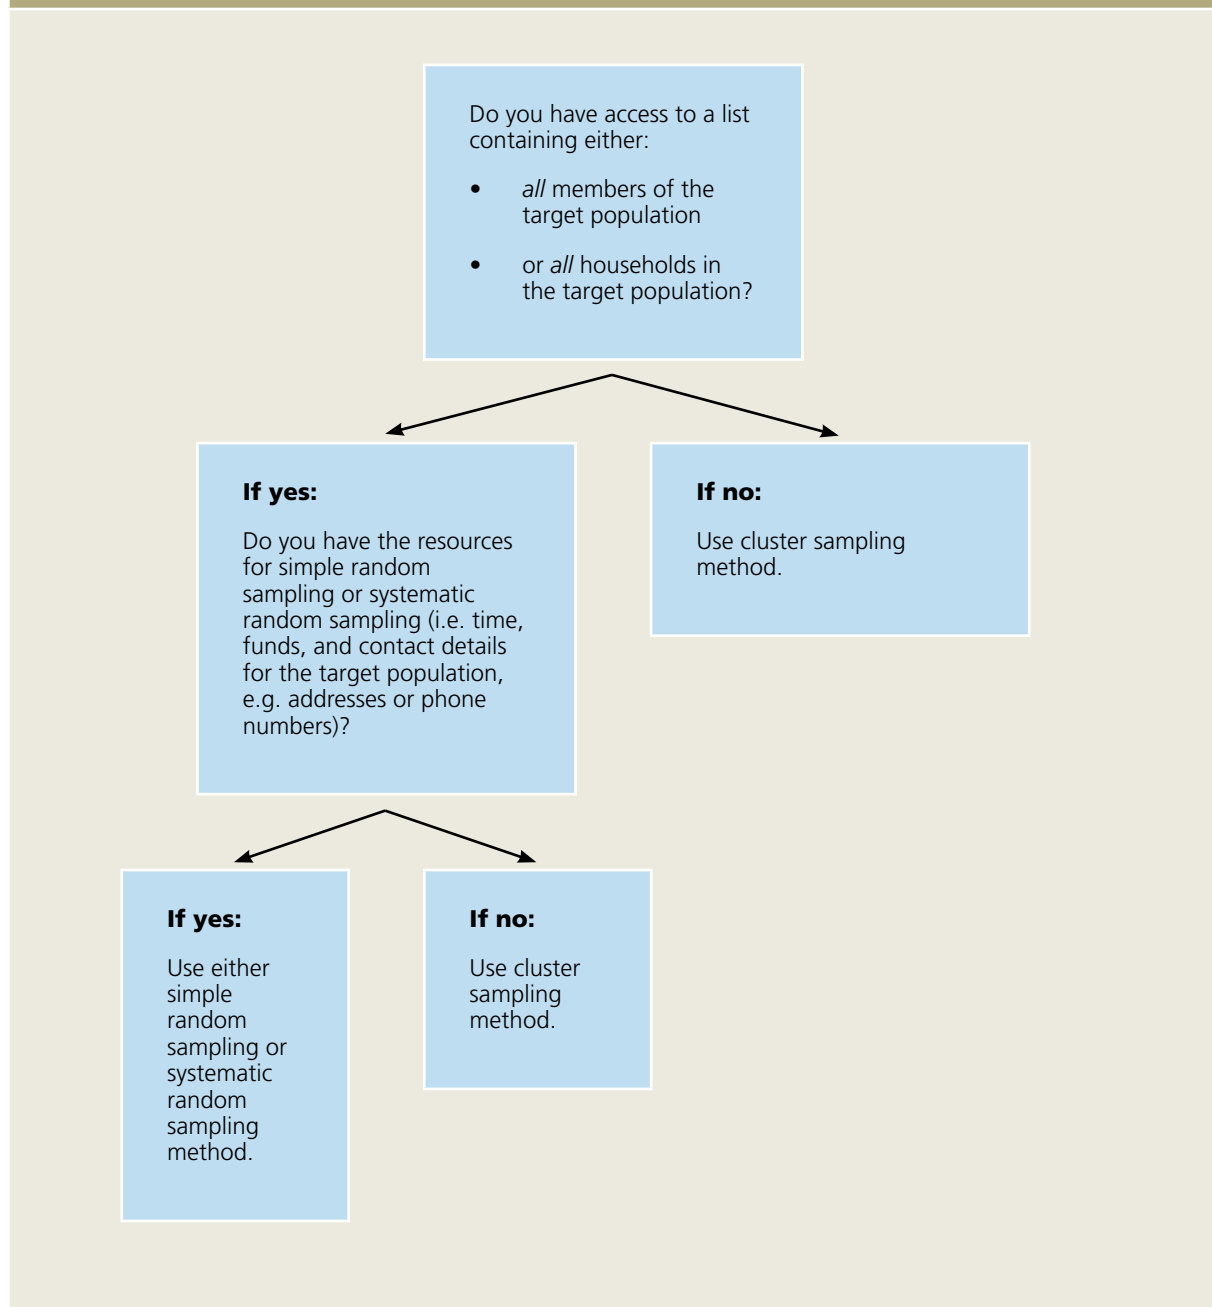 Do you have access to a list
containing either:
• all members of the
target population
• or all households in
the target population?
If yes:
Do you have the resources
for simple random
sampling or systematic
random sampling (i.e. time,
funds, and contact details
for the target population,
e.g. addresses or phone
numbers)?
If no:
Use cluster sampling
method.
If yes:
Use either
simple
random
sampling or
systematic
random
sampling
method.
If no:
Use cluster
sampling
method.